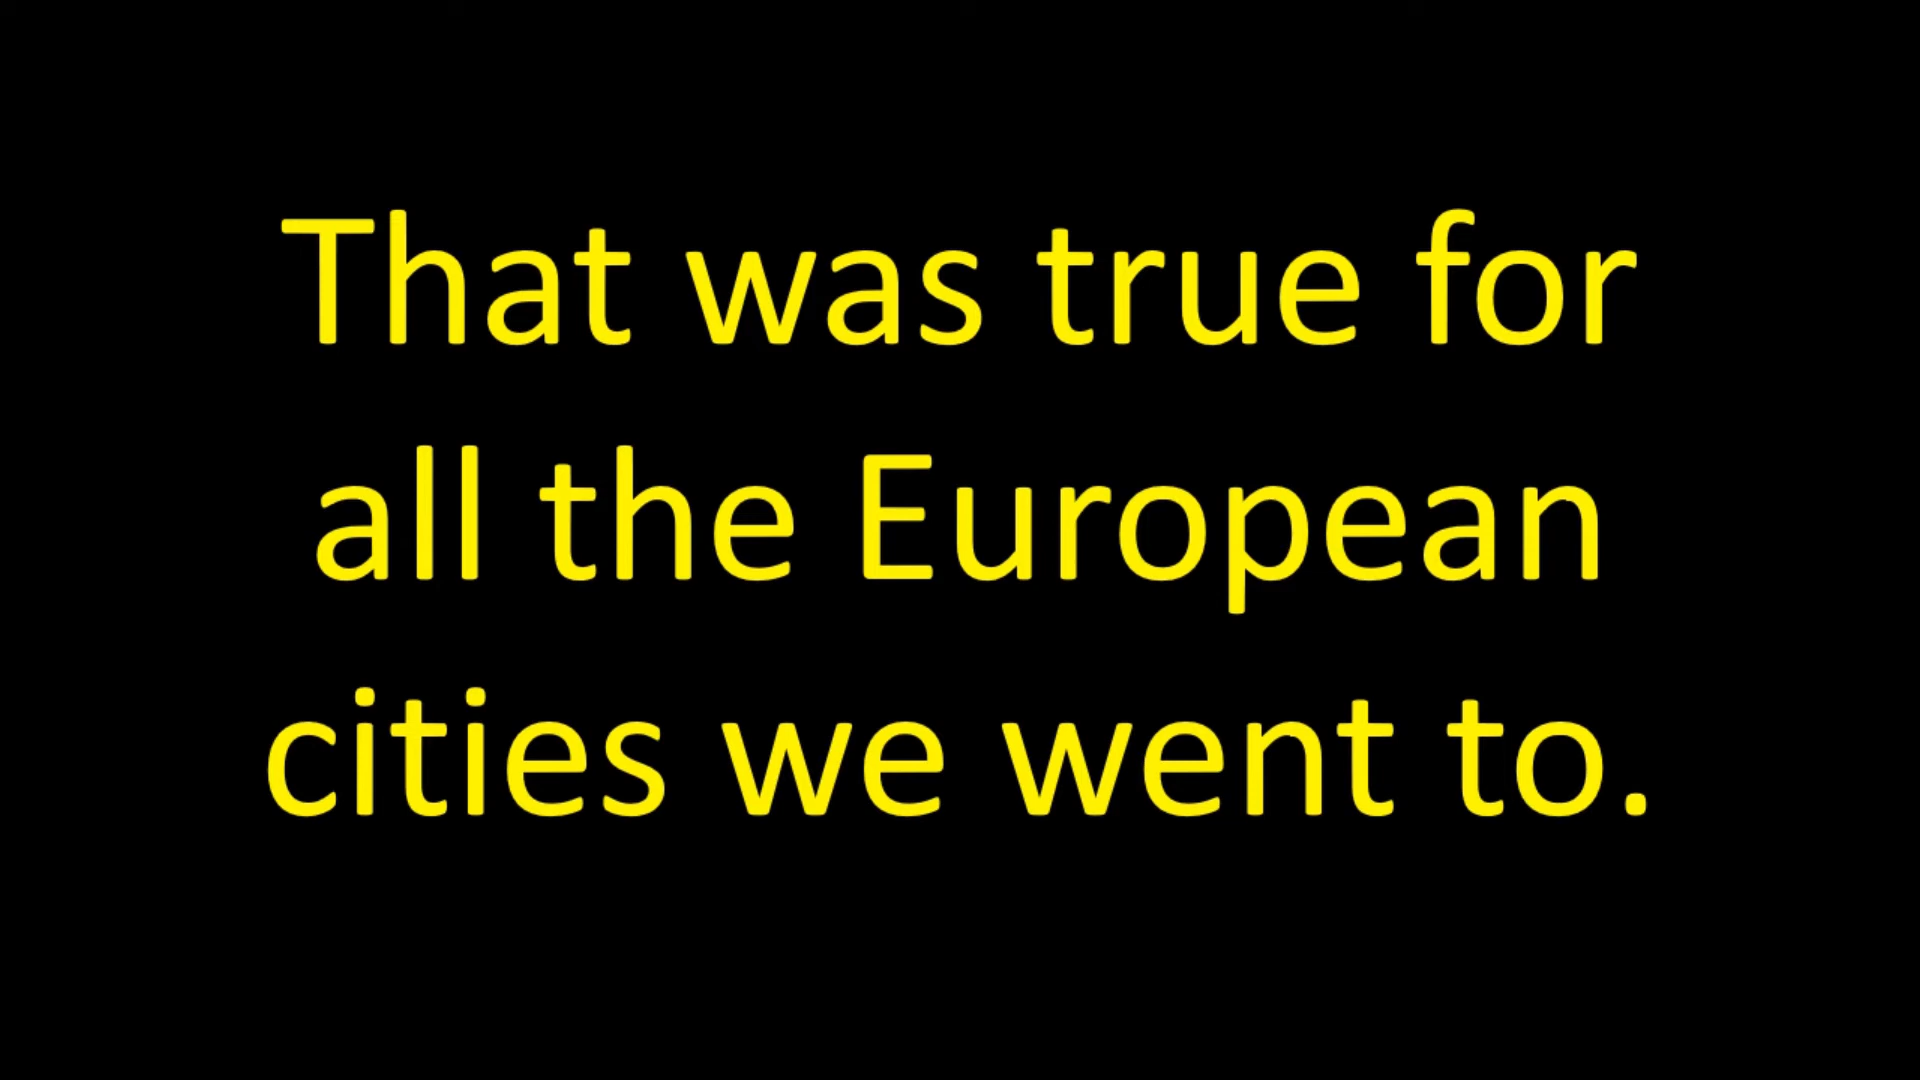 That was true for
all the European
cities we went to.